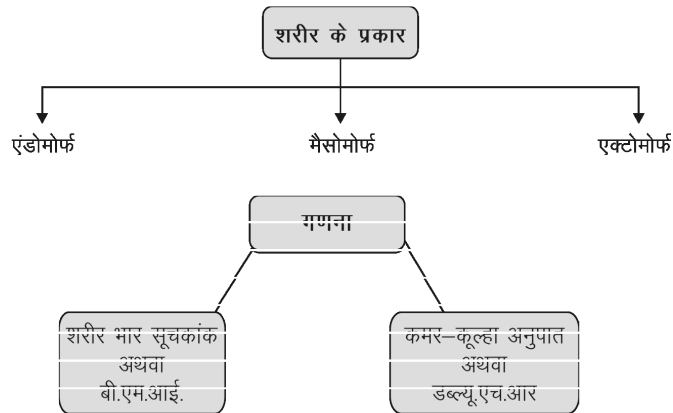 शरीर के प्रकार
एंडोमोर्फ मैसोमोर्फ एक्टोमोर्फ
गणना
शरीर भार सूचकांक
अथवा
बी.एम.आई.
कमर–कूल्हा अनुपात
अथवा
डब्ल्यू.एच.आर